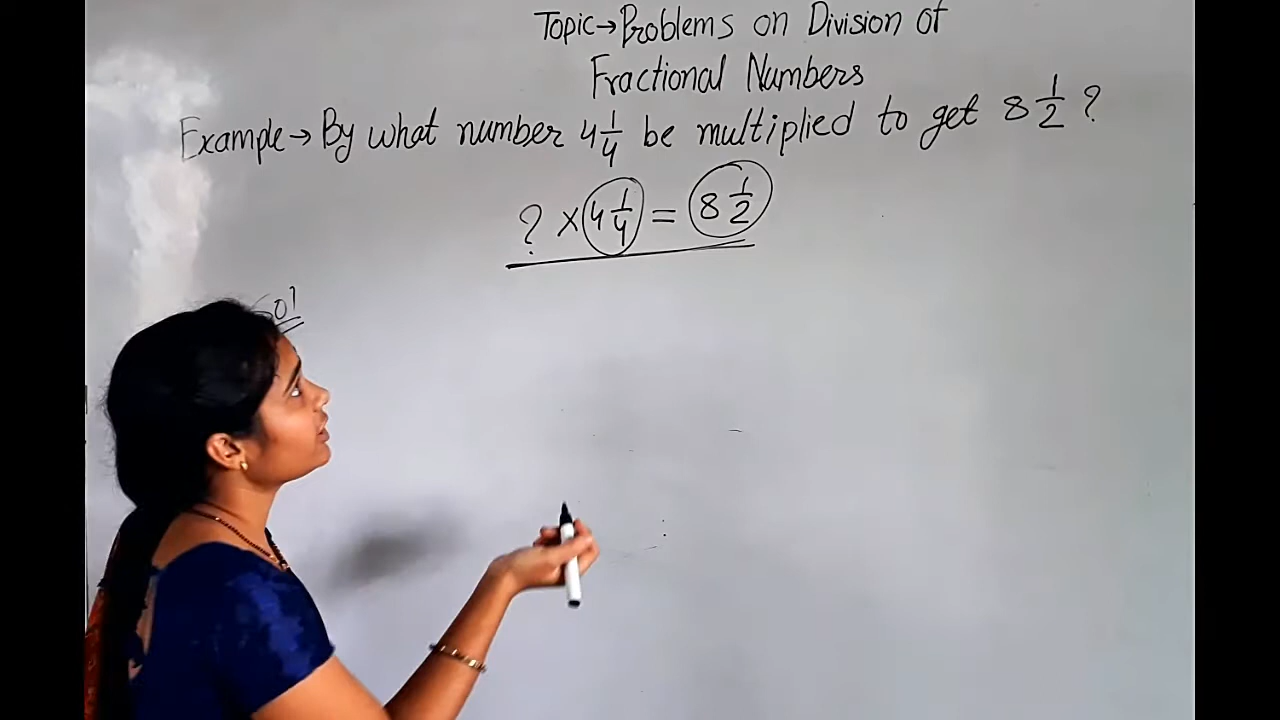 Topic→Problems on Division of
Fractional Numbers
Example→By what number 4 1/4 be multiplied to get 8 1/2 ?
? × 4 1/4 = 8 1/2
Sol